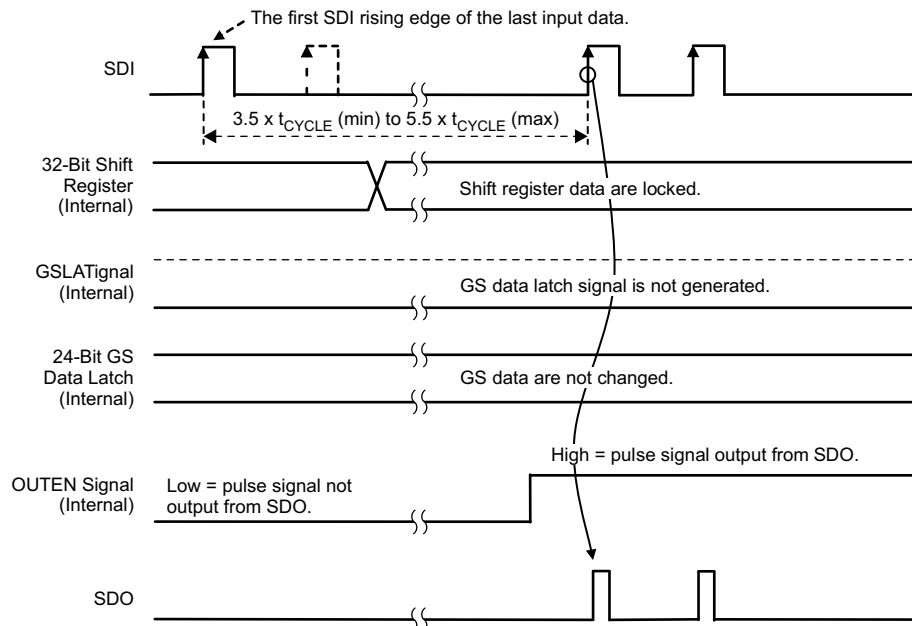 The first SDI rising edge of the last input data.
SDI
3.5 x tCYCLE (min) to 5.5 x tCYCLE (max)
32-Bit Shift
Register
(Internal)
Shift register data are locked.
GSLATignal
(Internal)
GS data latch signal is not generated.
24-Bit GS
Data Latch
(Internal)
GS data are not changed.
High = pulse signal output from SDO.
OUTEN Signal
(Internal)
Low = pulse signal not
output from SDO.
SDO